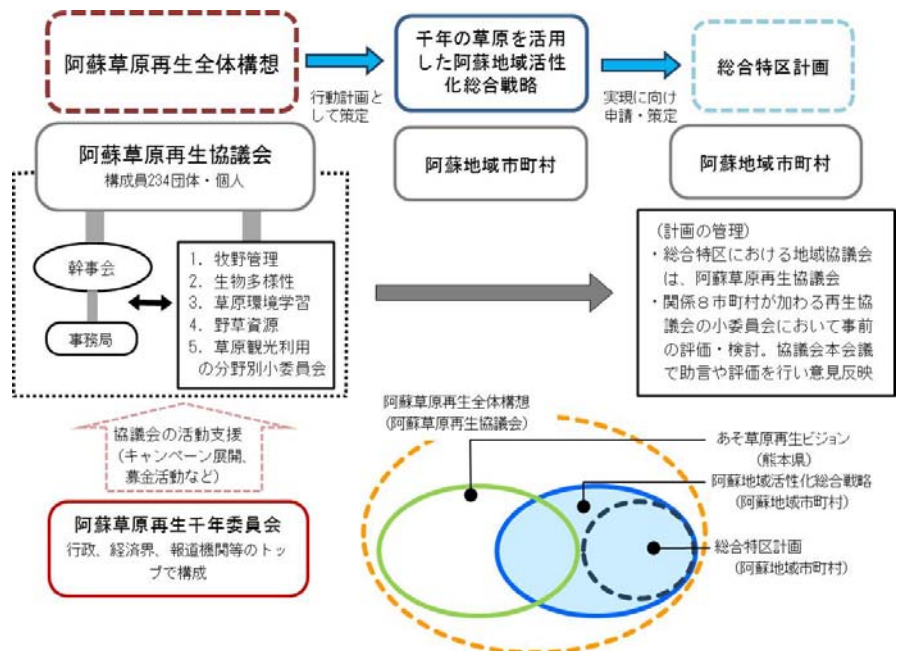 阿蘇草原再生全体構想
行動計画と
して策定
千年の草原を活用
した阿蘇地域活性
化総合戦略
実現に向け
申請・策定
総合特区計画
阿蘇草原再生協議会
構成員234団体・個人
阿蘇地域市町村
阿蘇地域市町村
幹事会
事務局
1. 牧野管理
2. 生物多様性
3. 草原環境学習
4. 野草資源
5. 草原観光利用
の分野別小委員会
(計画の管理)
・総合特区における地域協議会
は、阿蘇草原再生協議会
・関係8市町村が加わる再生協
議会の小委員会において事前
の評価・検討。協議会本会議
で助言や評価を行い意見反映
協議会の活動支援
(キャンペーン展開、
募金活動など)
阿蘇草原再生千年委員会
行政、経済界、報道機関等のトッ
プで構成
阿蘇草原再生全体構想
(阿蘇草原再生協議会)
あそ草原再生ビジョン
(熊本県)
阿蘇地域活性化総合戦略
(阿蘇地域市町村)
総合特区計画
(阿蘇地域市町村)